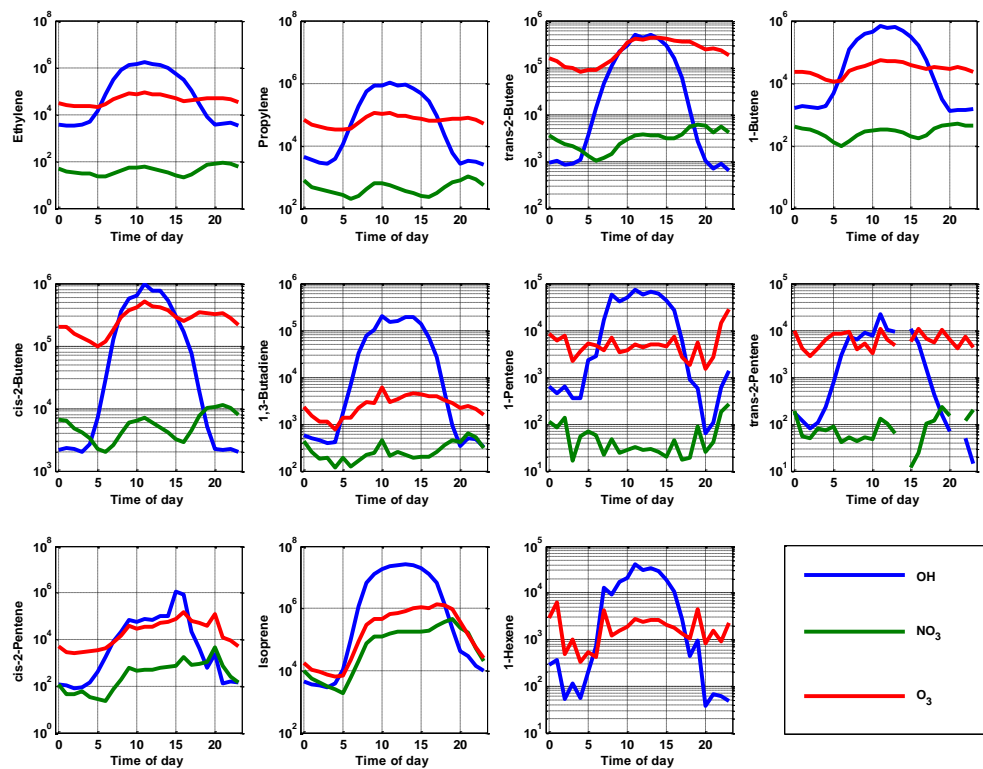 Ethylene
10^8
10^6
10^4
10^2
10^0
0 5 10 15 20
Time of day
Propylene
10^8
10^6
10^4
10^2
0 5 10 15 20
Time of day
trans-2-Butene
10^6
10^5
10^4
10^3
10^2
0 5 10 15 20
Time of day
1-Butene
10^6
10^4
10^2
10^0
0 5 10 15 20
Time of day
cis-2-Butene
10^6
10^5
10^4
10^3
0 5 10 15 20
Time of day
1,3-Butadiene
10^6
10^5
10^4
10^3
10^2
0 5 10 15 20
Time of day
1-Pentene
10^5
10^4
10^3
10^2
10^1
0 5 10 15 20
Time of day
trans-2-Pentene
10^5
10^4
10^3
10^2
10^1
0 5 10 15 20
Time of day
cis-2-Pentene
10^8
10^6
10^4
10^2
10^0
0 5 10 15 20
Time of day
Isoprene
10^8
10^6
10^4
10^2
0 5 10 15 20
Time of day
1-Hexene
10^5
10^4
10^3
10^2
10^1
0 5 10 15 20
Time of day
OH
NO₃
O₃